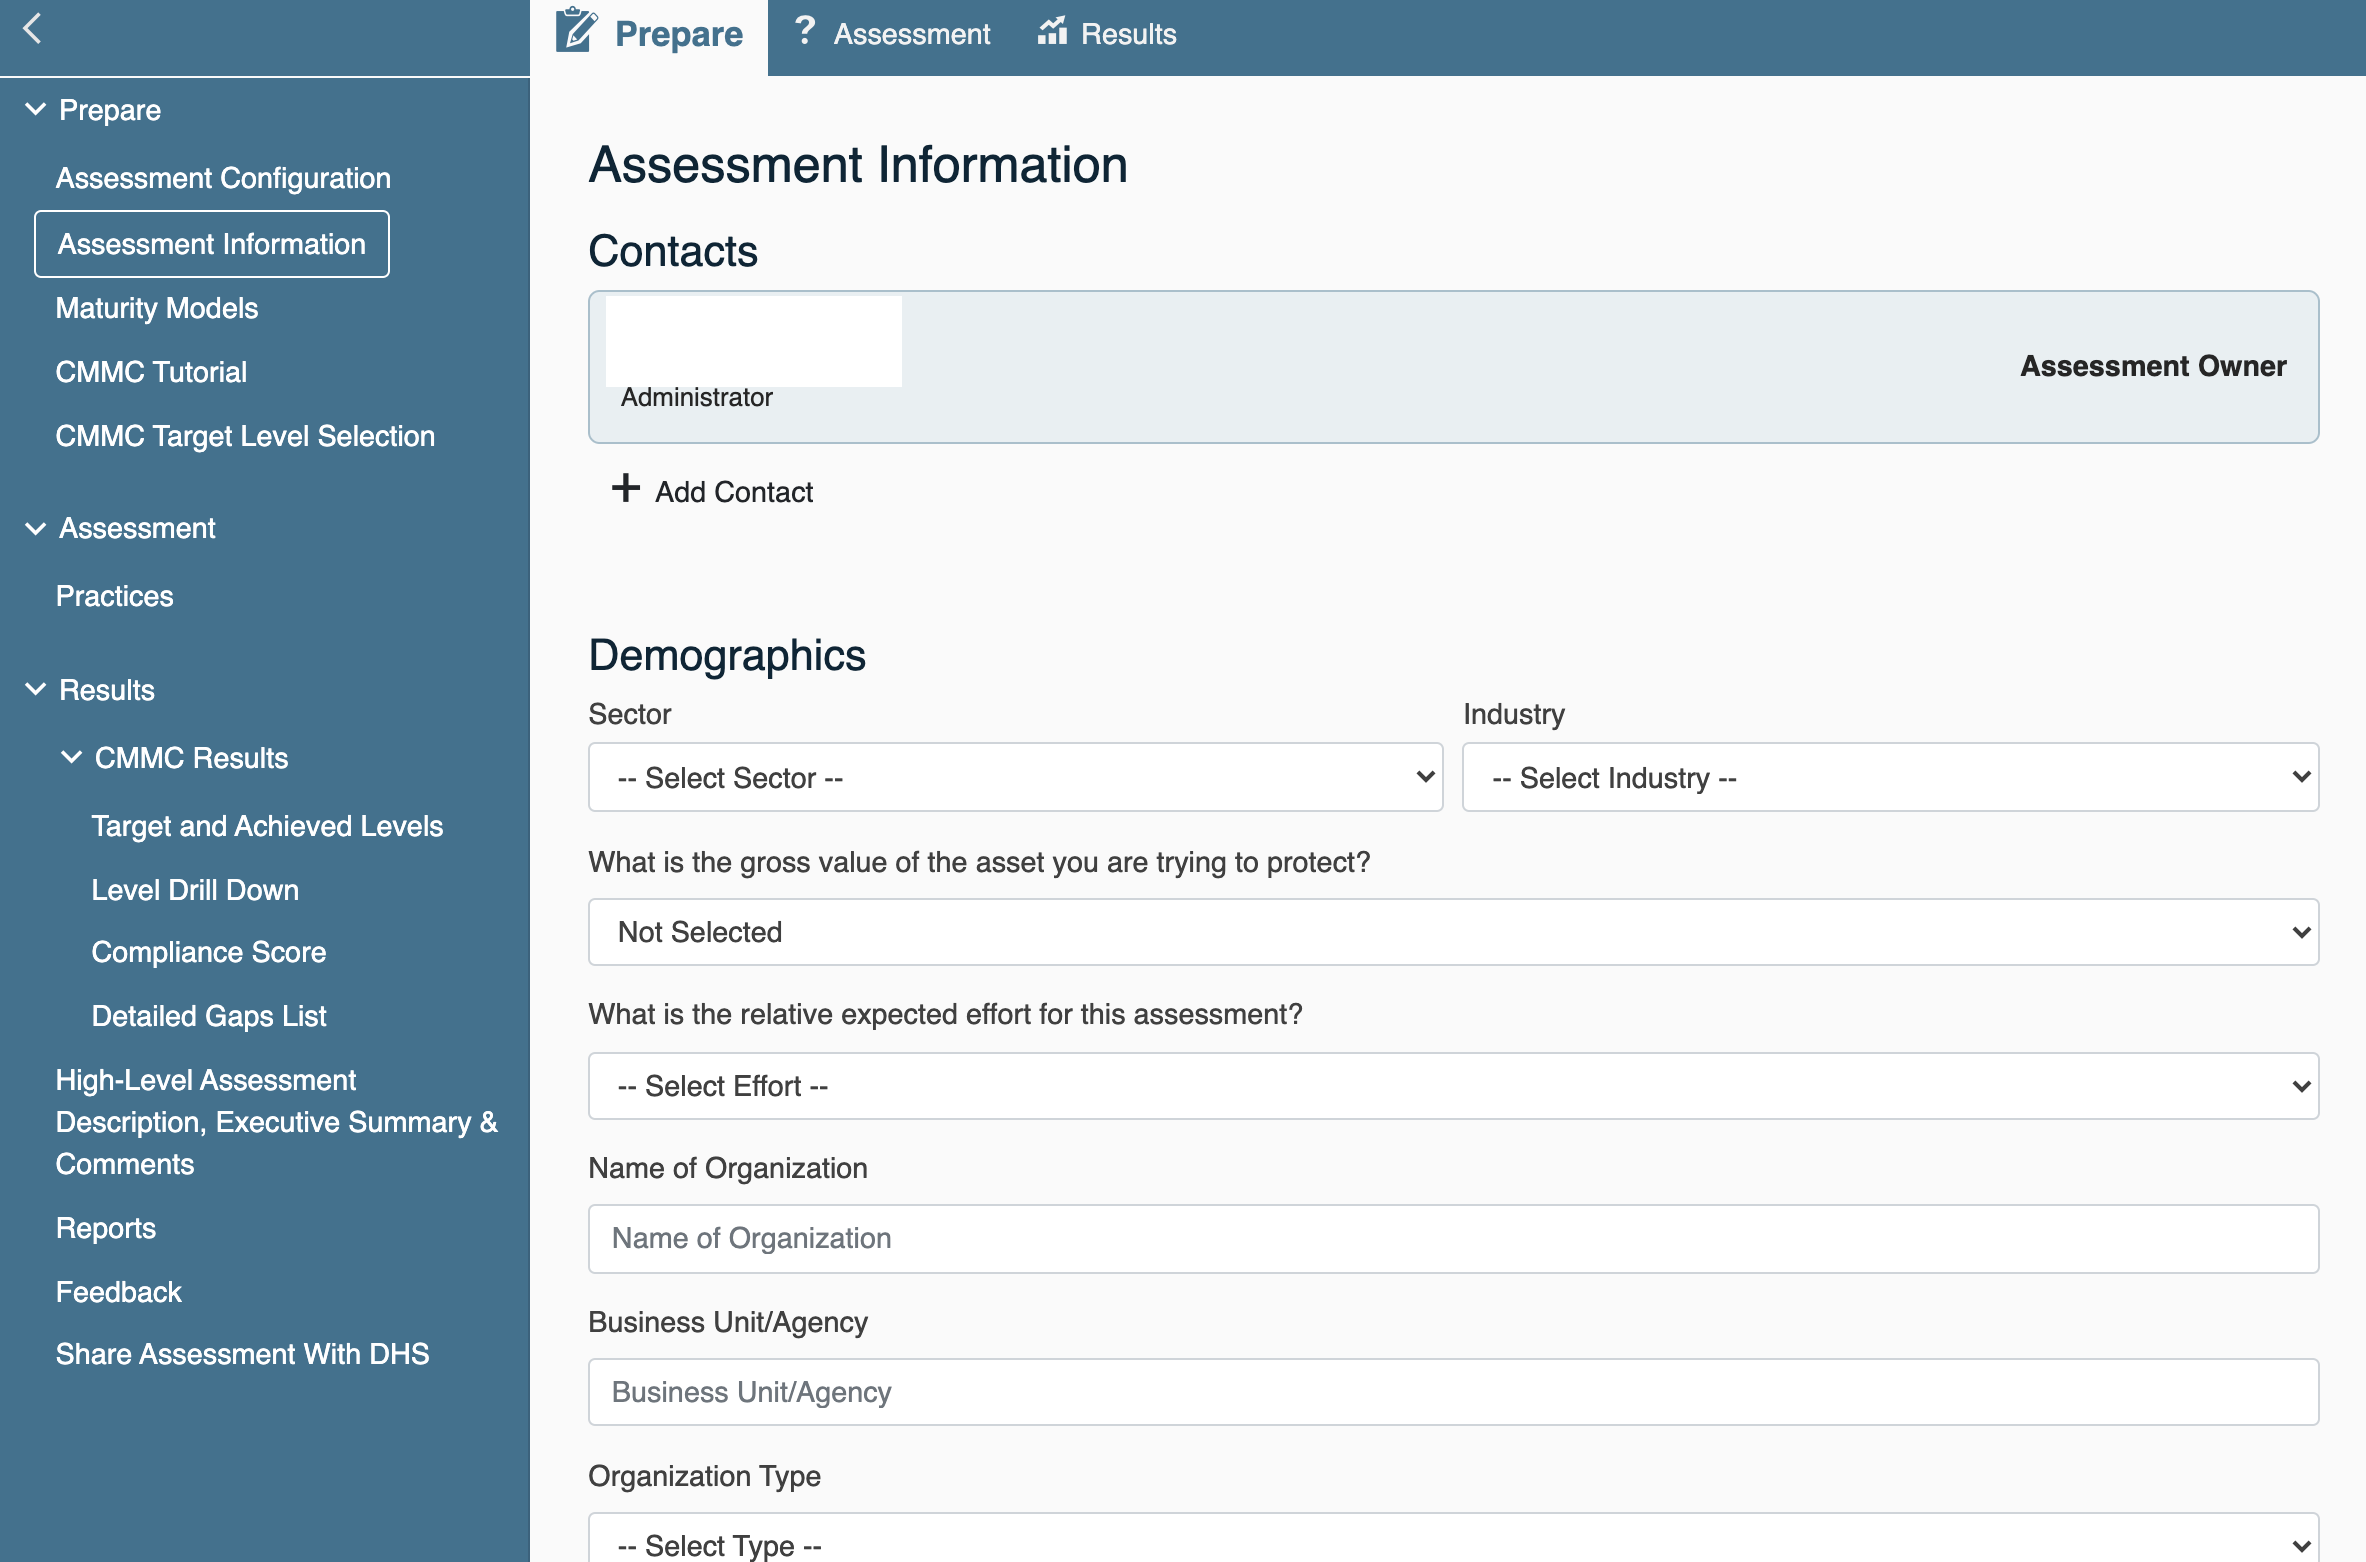 Prepare
Assessment
Results
Prepare
Assessment Configuration
Assessment Information
Maturity Models
CMMC Tutorial
CMMC Target Level Selection
Assessment
Practices
Results
CMMC Results
Target and Achieved Levels
Level Drill Down
Compliance Score
Detailed Gaps List
High-Level Assessment
Description, Executive Summary &
Comments
Reports
Feedback
Share Assessment With DHS
Assessment Information
Contacts
Administrator
Assessment Owner
Add Contact
Demographics
Sector
-- Select Sector --
Industry
-- Select Industry --
What is the gross value of the asset you are trying to protect?
Not Selected
What is the relative expected effort for this assessment?
-- Select Effort --
Name of Organization
Name of Organization
Business Unit/Agency
Business Unit/Agency
Organization Type
-- Select Type --